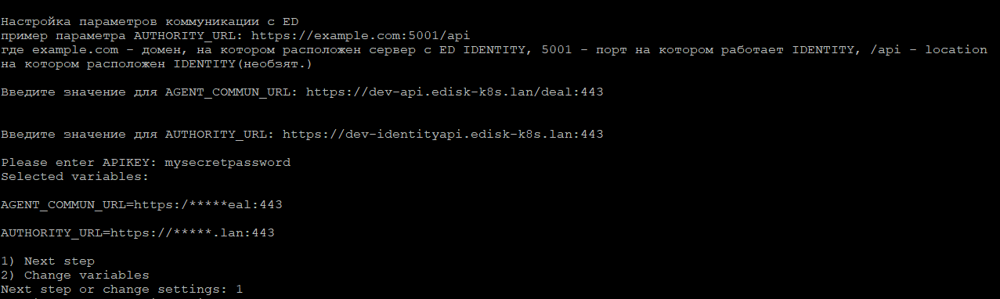 Настройка параметров коммуникации с ED
пример параметра AUTHORITY_URL: https://example.com:5001/api
где example.com - домен, на котором расположен сервер с ED IDENTITY, 5001 - порт на котором работает IDENTITY, /api - location
на котором расположен IDENTITY(необзят.)
Введите значение для AGENT_COMMUN_URL: https://dev-api.edisk-k8s.lan/deal:443
Введите значение для AUTHORITY_URL: https://dev-identityapi.edisk-k8s.lan:443
Please enter APIKEY: mysecretpassword
Selected variables:
AGENT_COMMUN_URL=https:/*****eal:443
AUTHORITY_URL=https://*****.lan:443
1) Next step
2) Change variables
Next step or change settings: 1